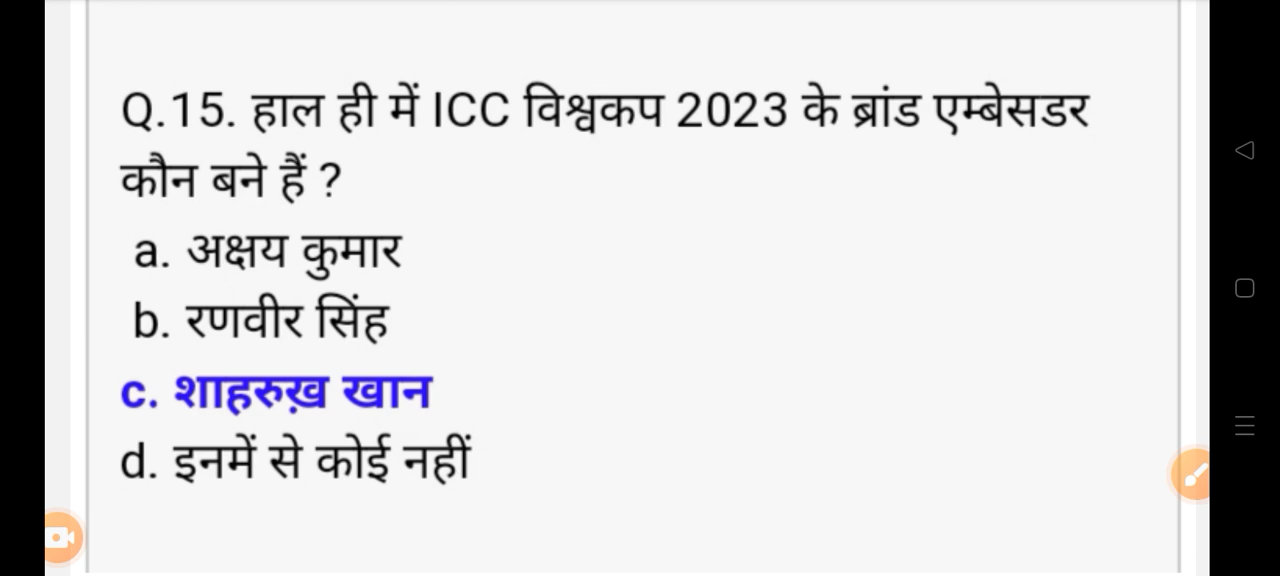 Q.15. हाल ही में ICC विश्वकप 2023 के ब्रांड एम्बेसडर
कौन बने हैं ?
a. अक्षय कुमार
b. रणवीर सिंह
c. शाहरुख़ खान
d. इनमें से कोई नहीं